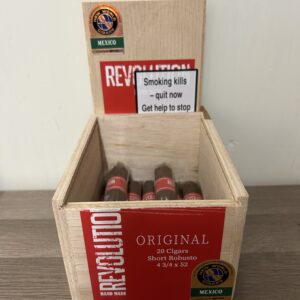 MEXICO
REVOLUTION
Smoking kills
– quit now
Get help to stop
REVOLUTION
HAND MADE
ORIGINAL
20 Cigars
Short Robusto
4 3/4 x 52
MEXICO